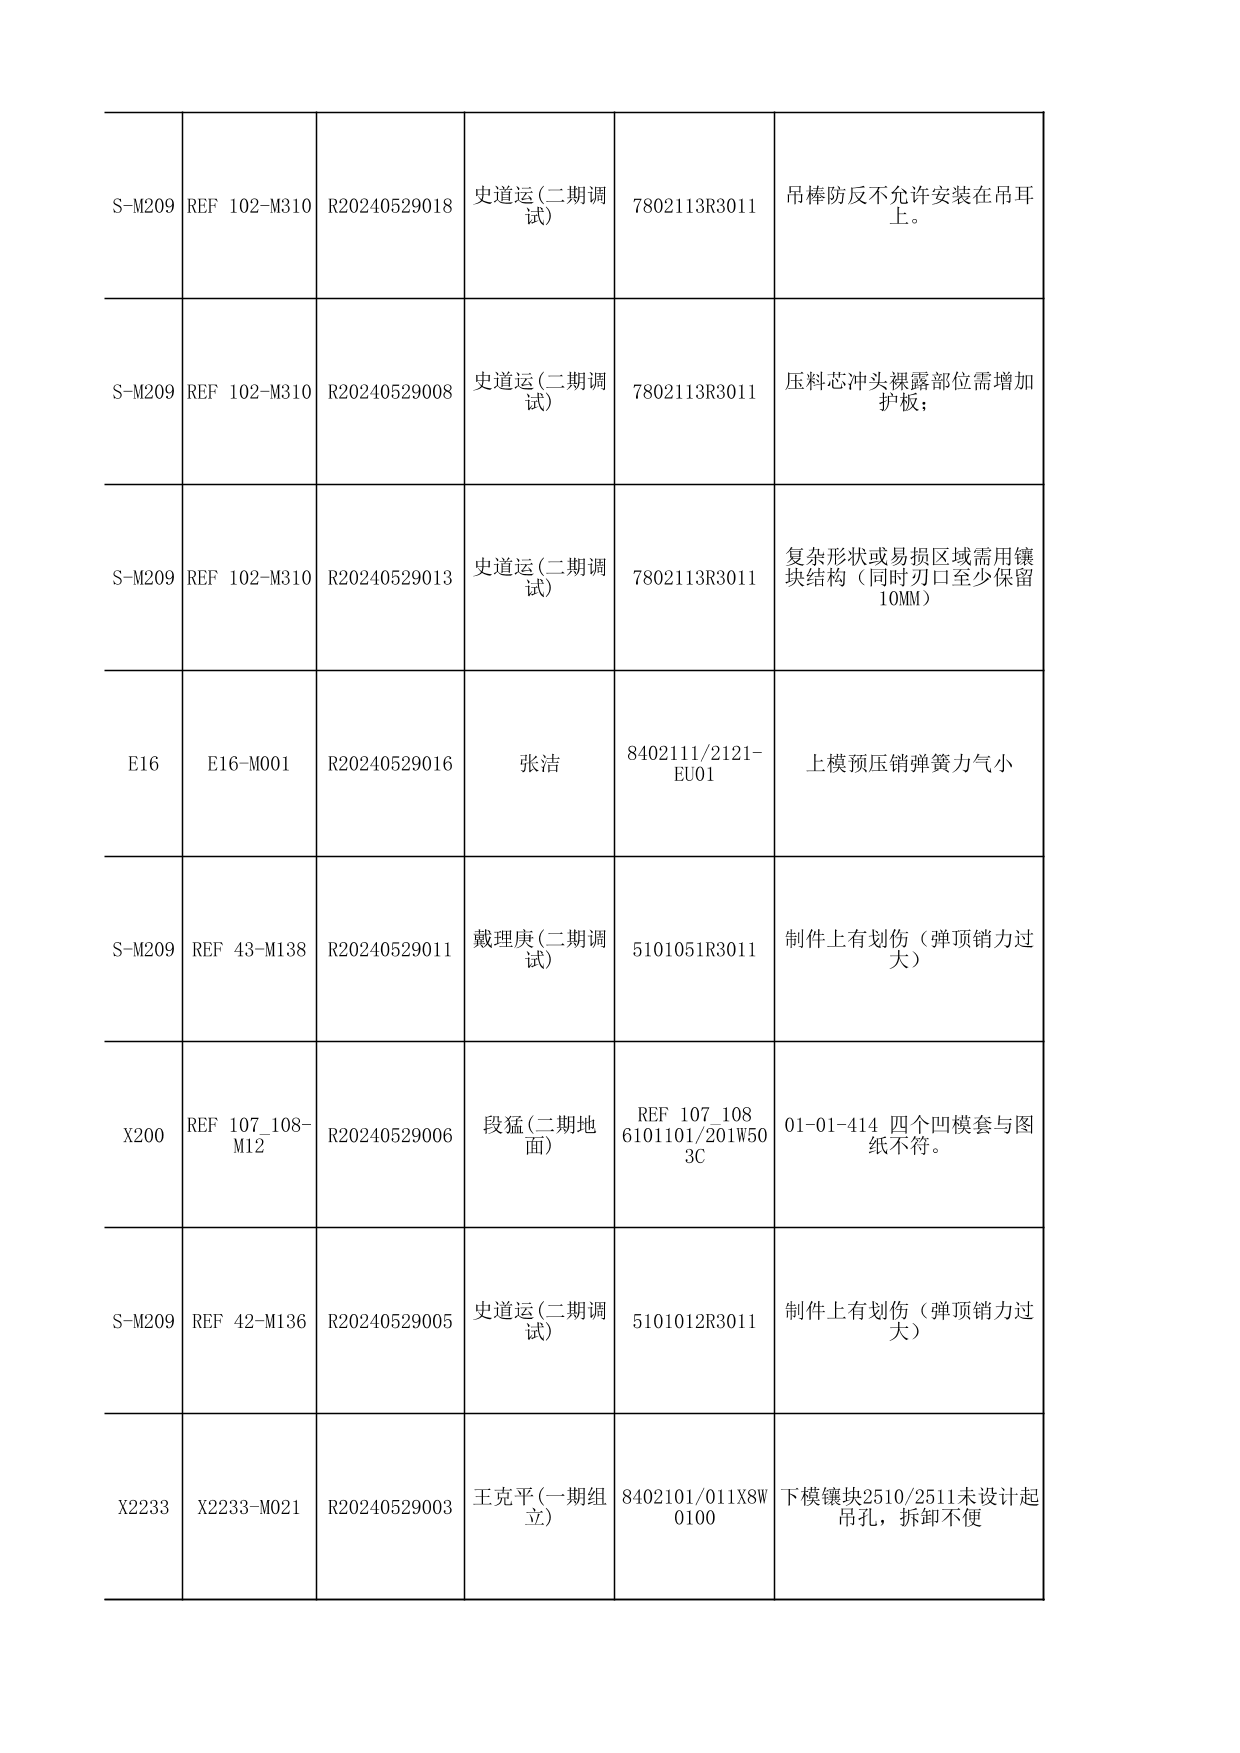 S-M209 REF 102-M310 R20240529018 史道运(二期调
试) 7802113R3011 吊棒防反不允许安装在吊耳
上。
S-M209 REF 102-M310 R20240529008 史道运(二期调
试) 7802113R3011 压料芯冲头裸露部位需增加
护板；
S-M209 REF 102-M310 R20240529013 史道运(二期调
试) 7802113R3011 复杂形状或易损区域需用镶
块结构（同时刃口至少保留
10MM）
E16 E16-M001 R20240529016 张洁 8402111/2121-
EU01 上模预压销弹簧力气小
S-M209 REF 43-M138 R20240529011 戴理庚(二期调
试) 5101051R3011 制件上有划伤（弹顶销力过
大）
X200 REF 107_108-
M12 R20240529006 段猛(二期地
面) REF 107_108
6101101/201W50
3C 01-01-414 四个凹模套与图
纸不符。
S-M209 REF 42-M136 R20240529005 史道运(二期调
试) 5101012R3011 制件上有划伤（弹顶销力过
大）
X2233 X2233-M021 R20240529003 王克平(一期组
立) 8402101/011X8W
0100 下模镶块2510/2511未设计起
吊孔，拆卸不便